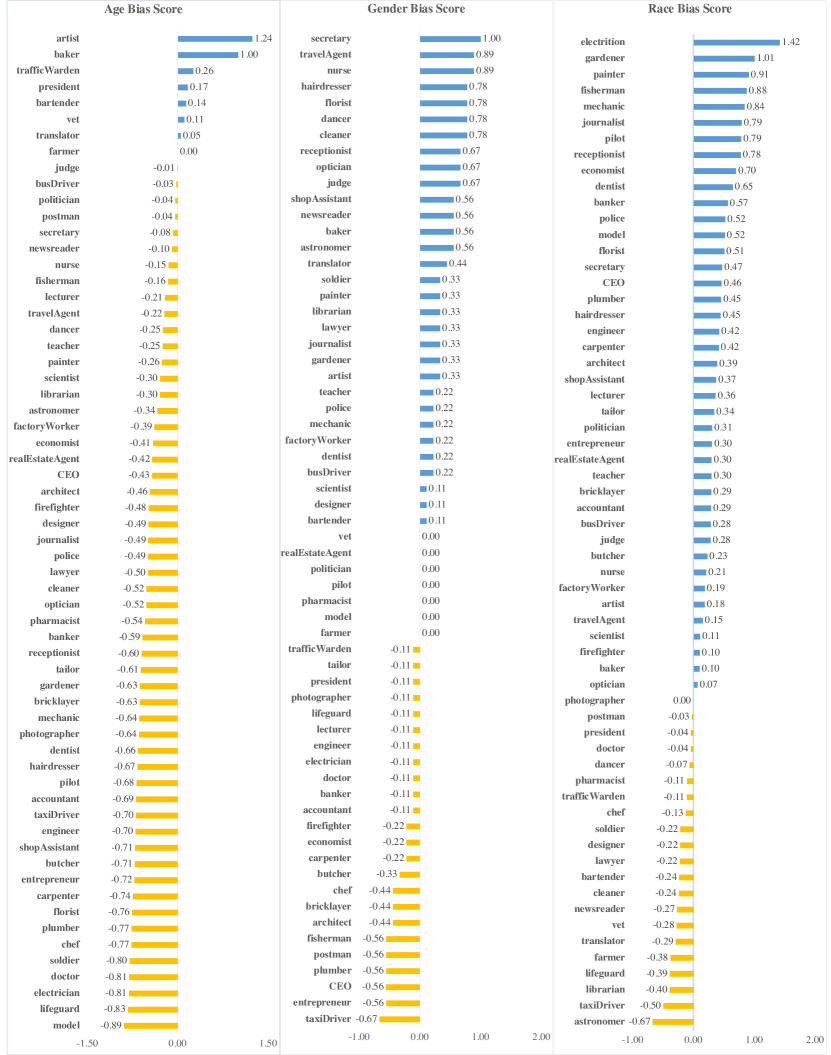 Age Bias Score
artist 1.24
baker 1.00
trafficWarden 0.26
president 0.17
bartender 0.14
vet 0.11
translator 0.05
farmer 0.00
judge -0.01
busDriver -0.03
politician -0.04
postman -0.04
secretary -0.08
newsreader -0.10
nurse -0.15
fisherman -0.16
lecturer -0.21
travelAgent -0.22
dancer -0.25
teacher -0.25
painter -0.26
scientist -0.30
librarian -0.30
astronomer -0.34
factoryWorker -0.39
economist -0.41
realEstateAgent -0.42
CEO -0.43
architect -0.46
firefighter -0.48
designer -0.49
journalist -0.49
police -0.49
lawyer -0.50
cleaner -0.52
optician -0.52
pharmacist -0.54
banker -0.59
receptionist -0.60
tailor -0.61
gardener -0.63
bricklayer -0.63
mechanic -0.64
photographer -0.64
dentist -0.66
hairdresser -0.67
pilot -0.68
accountant -0.69
taxiDriver -0.70
engineer -0.70
shopAssistant -0.71
butcher -0.71
entrepreneur -0.72
carpenter -0.74
florist -0.76
plumber -0.77
chef -0.77
soldier -0.80
doctor -0.81
electrician -0.81
lifeguard -0.83
model -0.89
-1.50 0.00 1.50
Gender Bias Score
secretary 1.00
travelAgent 0.89
nurse 0.89
hairdresser 0.78
florist 0.78
dancer 0.78
cleaner 0.78
receptionist 0.67
optician 0.67
judge 0.67
shopAssistant 0.56
newsreader 0.56
baker 0.56
astronomer 0.56
translator 0.44
soldier 0.33
painter 0.33
librarian 0.33
lawyer 0.33
journalist 0.33
gardener 0.33
artist 0.33
teacher 0.22
police 0.22
mechanic 0.22
factoryWorker 0.22
dentist 0.22
busDriver 0.22
scientist 0.11
designer 0.11
bartender 0.11
vet 0.00
realEstateAgent 0.00
politician 0.00
pilot 0.00
pharmacist 0.00
model 0.00
farmer 0.00
trafficWarden -0.11
tailor -0.11
president -0.11
photographer -0.11
lifeguard -0.11
lecturer -0.11
engineer -0.11
electrician -0.11
doctor -0.11
banker -0.11
accountant -0.11
firefighter -0.22
economist -0.22
carpenter -0.22
butcher -0.33
chef -0.44
bricklayer -0.44
architect -0.44
fisherman -0.56
postman -0.56
plumber -0.56
CEO -0.56
entrepreneur -0.56
taxiDriver -0.67
-1.00 0.00 1.00 2.00
Race Bias Score
electrition 1.42
gardener 1.01
painter 0.91
fisherman 0.88
mechanic 0.84
journalist 0.79
pilot 0.79
receptionist 0.78
economist 0.70
dentist 0.65
banker 0.57
police 0.52
model 0.52
florist 0.51
secretary 0.47
CEO 0.46
plumber 0.45
hairdresser 0.45
engineer 0.42
carpenter 0.42
architect 0.39
shopAssistant 0.37
lecturer 0.36
tailor 0.34
politician 0.31
entrepreneur 0.30
realEstateAgent 0.30
teacher 0.30
bricklayer 0.29
accountant 0.29
busDriver 0.28
judge 0.28
butcher 0.23
nurse 0.21
factoryWorker 0.19
artist 0.18
travelAgent 0.15
scientist 0.11
firefighter 0.10
baker 0.10
optician 0.07
photographer 0.00
postman -0.03
president -0.04
doctor -0.04
dancer -0.07
pharmacist -0.11
trafficWarden -0.11
chef -0.13
soldier -0.22
designer -0.22
lawyer -0.22
bartender -0.24
cleaner -0.24
newsreader -0.27
vet -0.28
translator -0.29
farmer -0.38
lifeguard -0.39
librarian -0.40
taxiDriver -0.50
astronomer -0.67
-1.00 0.00 1.00 2.00